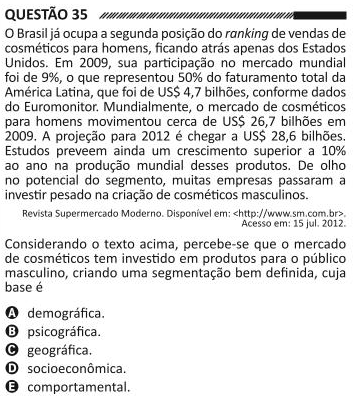 QUESTÃO 35
O Brasil já ocupa a segunda posição do ranking de vendas de
cosméticos para homens, ficando atrás apenas dos Estados
Unidos. Em 2009, sua participação no mercado mundial
foi de 9%, o que representou 50% do faturamento total da
América Latina, que foi de US$ 4,7 bilhões, conforme dados
do Euromonitor. Mundialmente, o mercado de cosméticos
para homens movimentou cerca de US$ 26,7 bilhões em
2009. A projeção para 2012 é chegar a US$ 28,6 bilhões.
Estudos preveem ainda um crescimento superior a 10%
ao ano na produção mundial desses produtos. De olho
no potencial do segmento, muitas empresas passaram a
investir pesado na criação de cosméticos masculinos.
Revista Supermercado Moderno. Disponível em: <http://www.sm.com.br>.
Acesso em: 15 jul. 2012.
Considerando o texto acima, percebe-se que o mercado
de cosméticos tem investido em produtos para o público
masculino, criando uma segmentação bem definida, cuja
base é
A demográfica.
B psicográfica.
C geográfica.
D socioeconômica.
E comportamental.